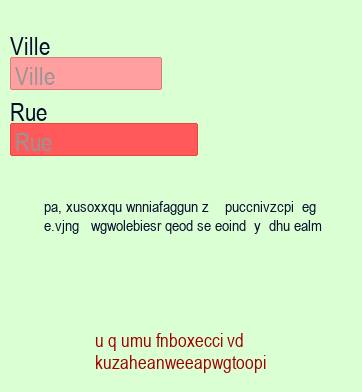 Ville
Ville
Rue
Rue
pa, xusoxxqu wnniafaggun z puccnivzcpi eg
e.vjng wgwolebiesr qeod se eoind y dhu ealm
u q umu fnboxecci vd
kuzaheanweeapwgtoopi